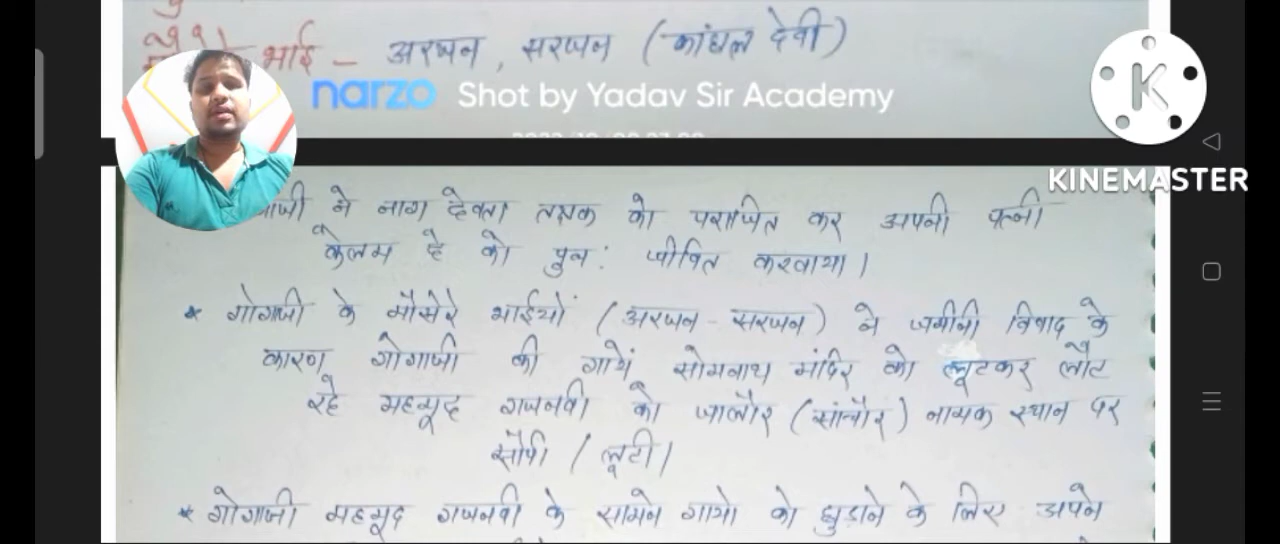 भाई - अरजन, सरजन (कांधल देवी)
narzo Shot by Yadav Sir Academy
KINEMASTER
ने नाग देवता तक्षक को पराजित कर अपनी पत्नी
केलम दे को पुन: जीवित करवाया।
* गोगाजी के मौसेरे भाईयों (अरजन - सरजन) ने जमीनी विवाद के
कारण गोगाजी की गायें सोमनाथ मंदिर को लूटकर लौट
रहे महमूद गजनवी को जालौर (सांचौर) नामक स्थान पर
सौपी / लूटी।
* गोगाजी महमूद गजनवी के सामने गायो को छुड़ाने के लिए अपने